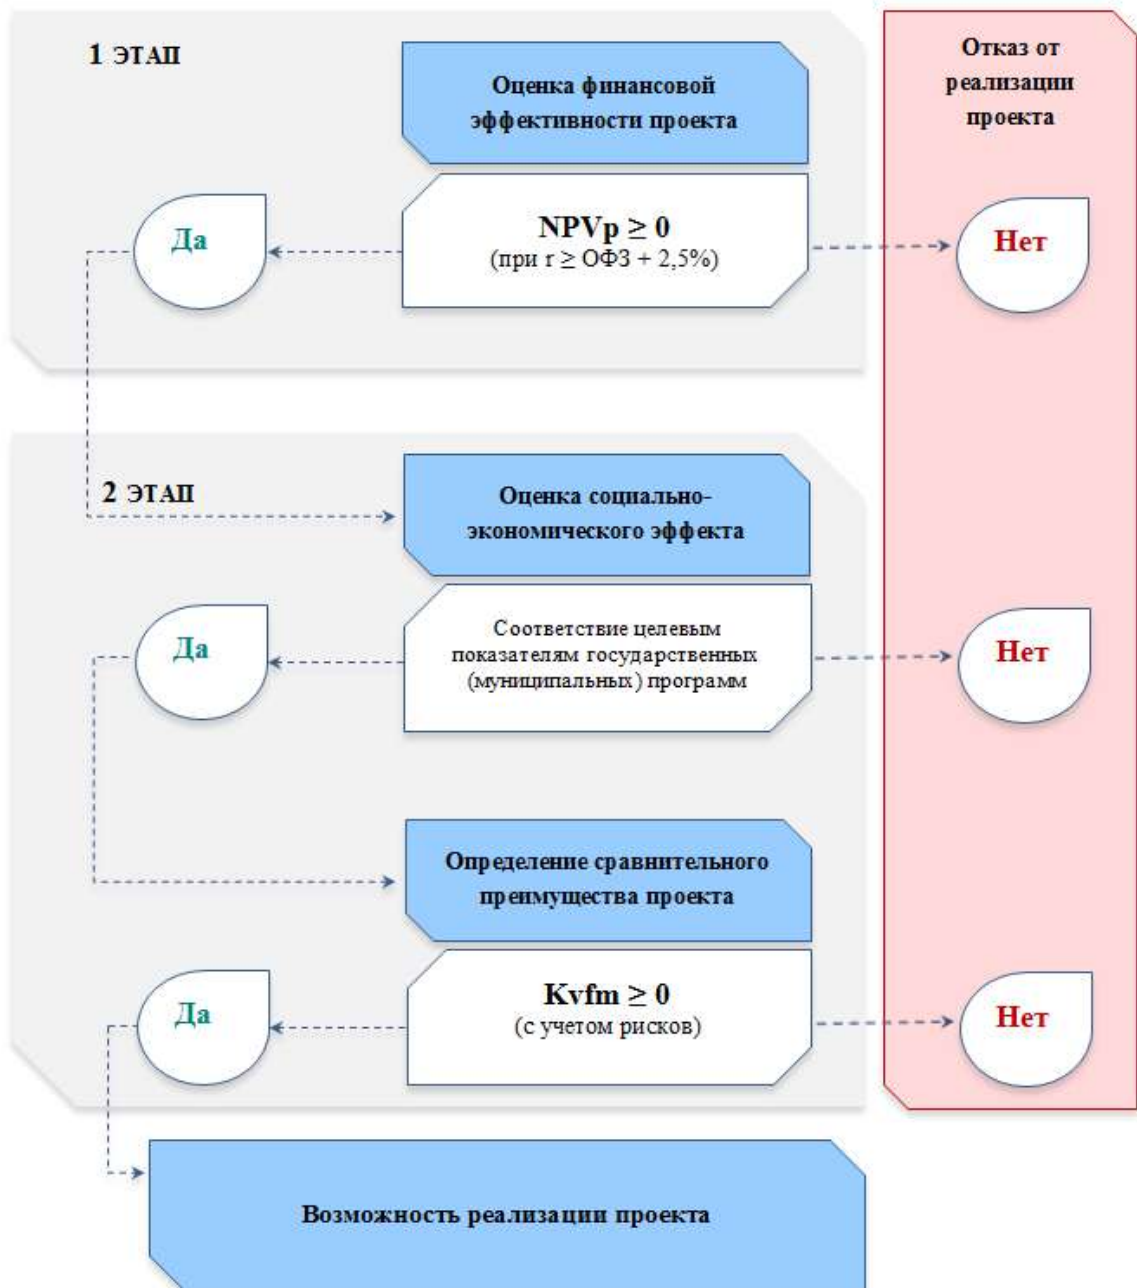 1 ЭТАП
Оценка финансовой
эффективности проекта
Отказ от
реализации
проекта
Да
NPVp ≥ 0
(при r ≥ ОФЗ + 2,5%)
Нет
2 ЭТАП
Оценка социально-
экономического эффекта
Да
Соответствие целевым
показателям государственных
(муниципальных) программ
Нет
Определение сравнительного
преимущества проекта
Да
Kvfm ≥ 0
(с учетом рисков)
Нет
Возможность реализации проекта